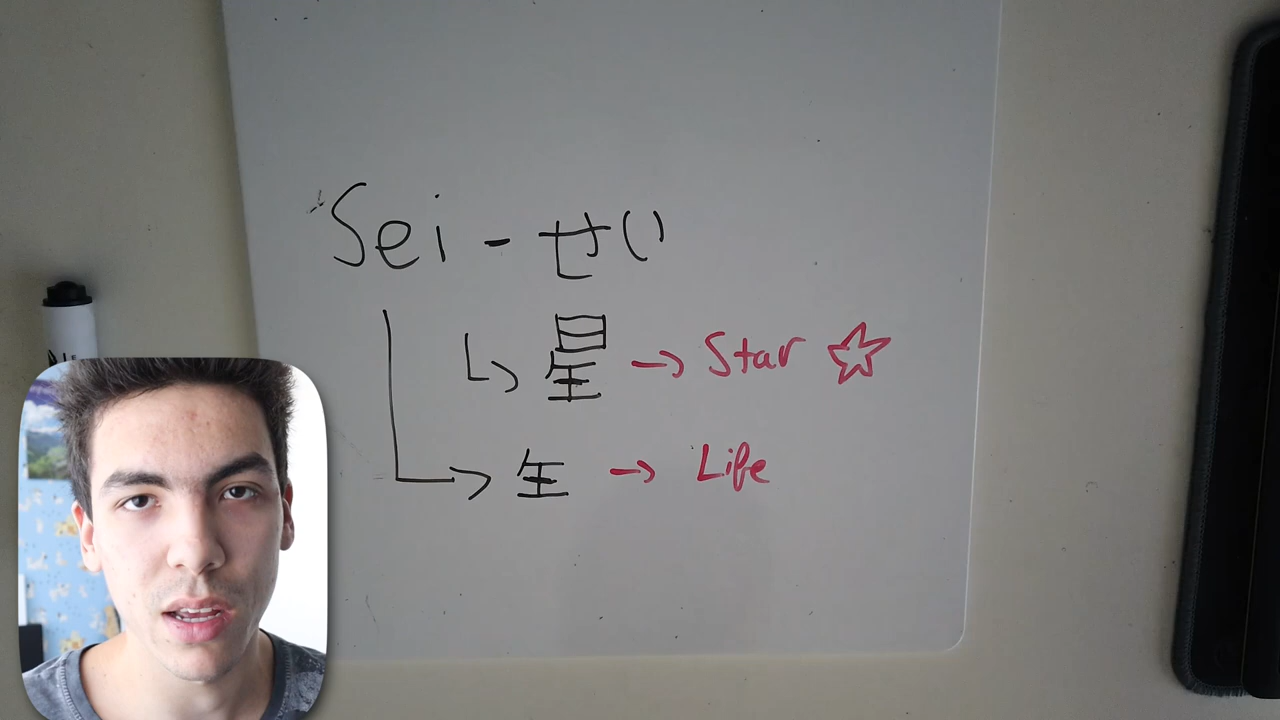 Sei - せい
↳ 星 → Star ☆
↳ 生 → Life